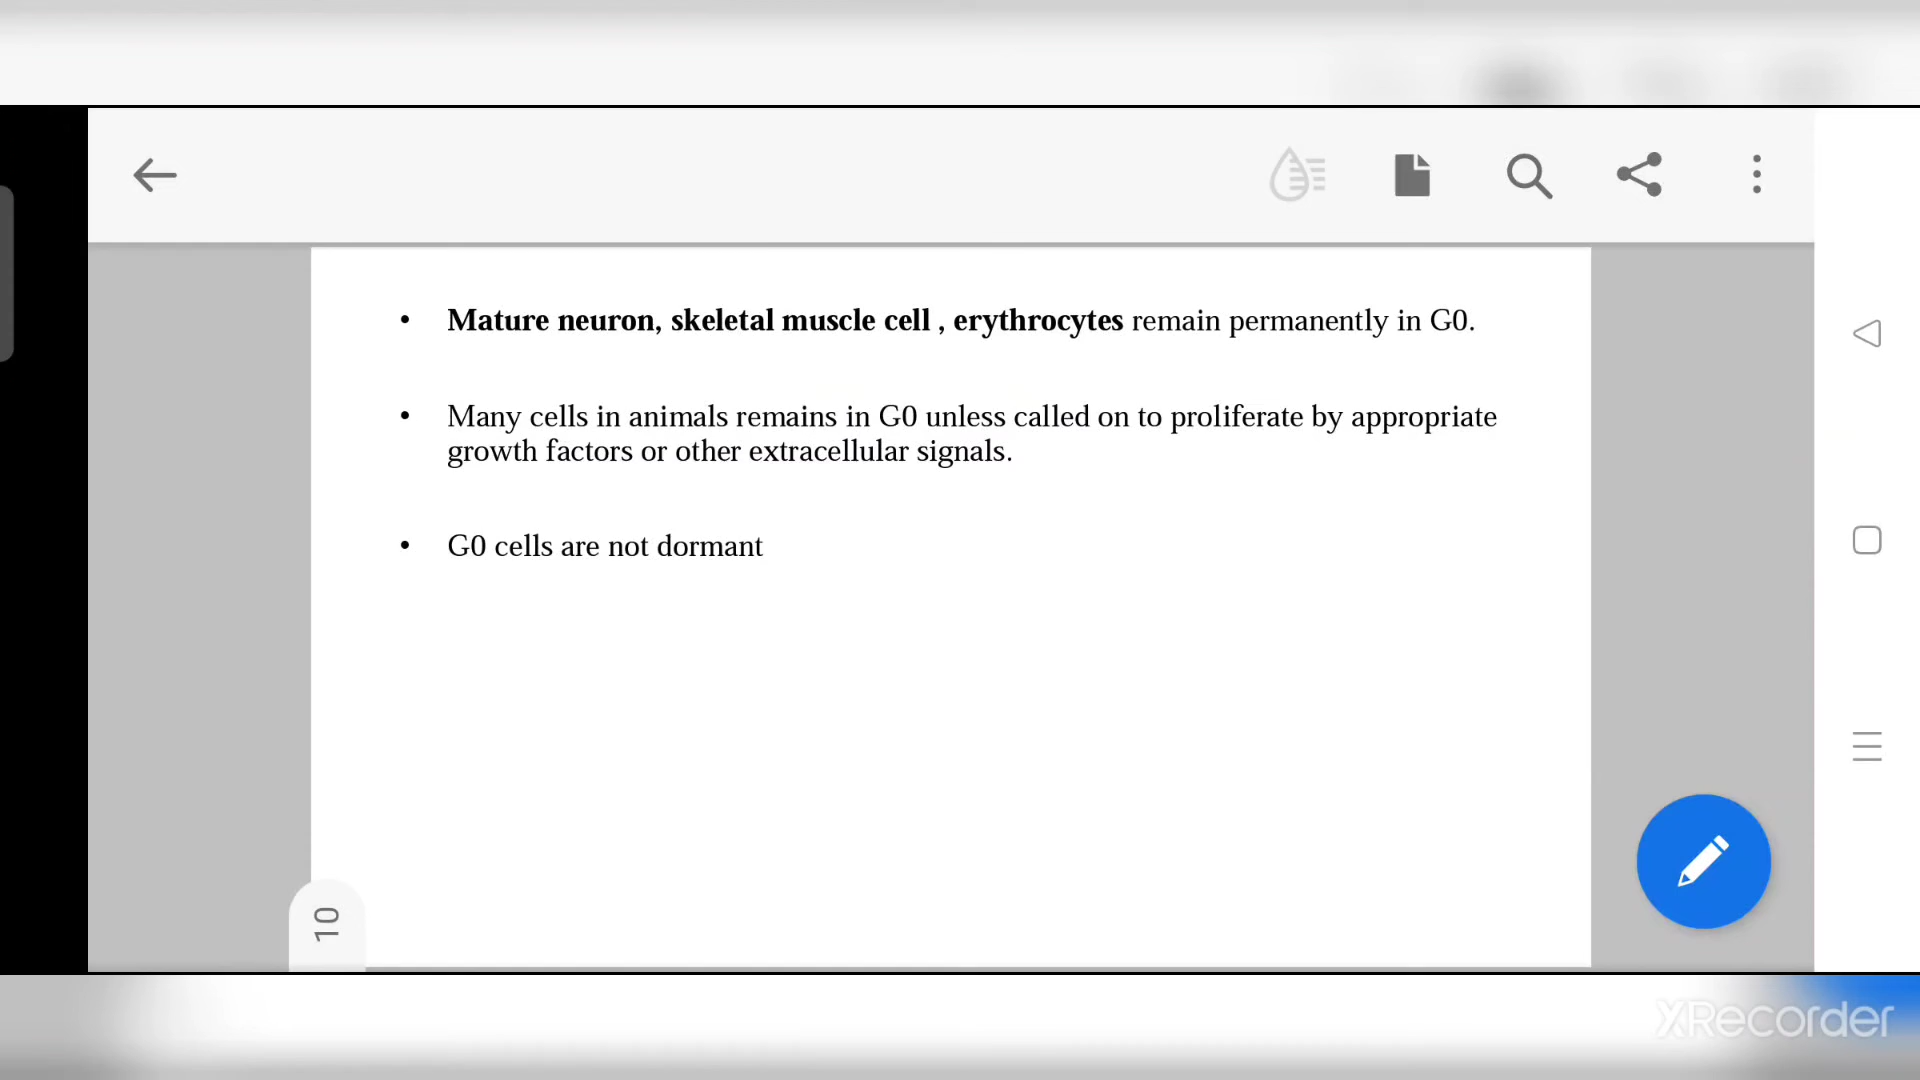 • Mature neuron, skeletal muscle cell , erythrocytes remain permanently in G0.
• Many cells in animals remains in G0 unless called on to proliferate by appropriate
growth factors or other extracellular signals.
• G0 cells are not dormant
10
XRecorder